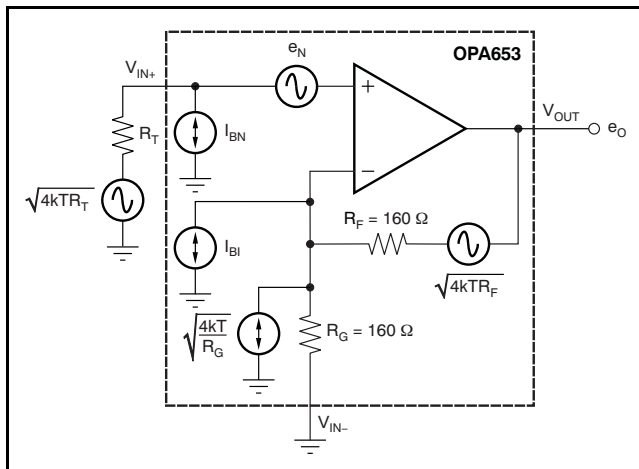 OPA653
e_N
V_IN+
R_T
I_BN
+
−
V_OUT
e_O
√4kTR_T
I_BI
R_F = 160 Ω
√4kTR_F
√4kT/R_G
R_G = 160 Ω
V_IN−